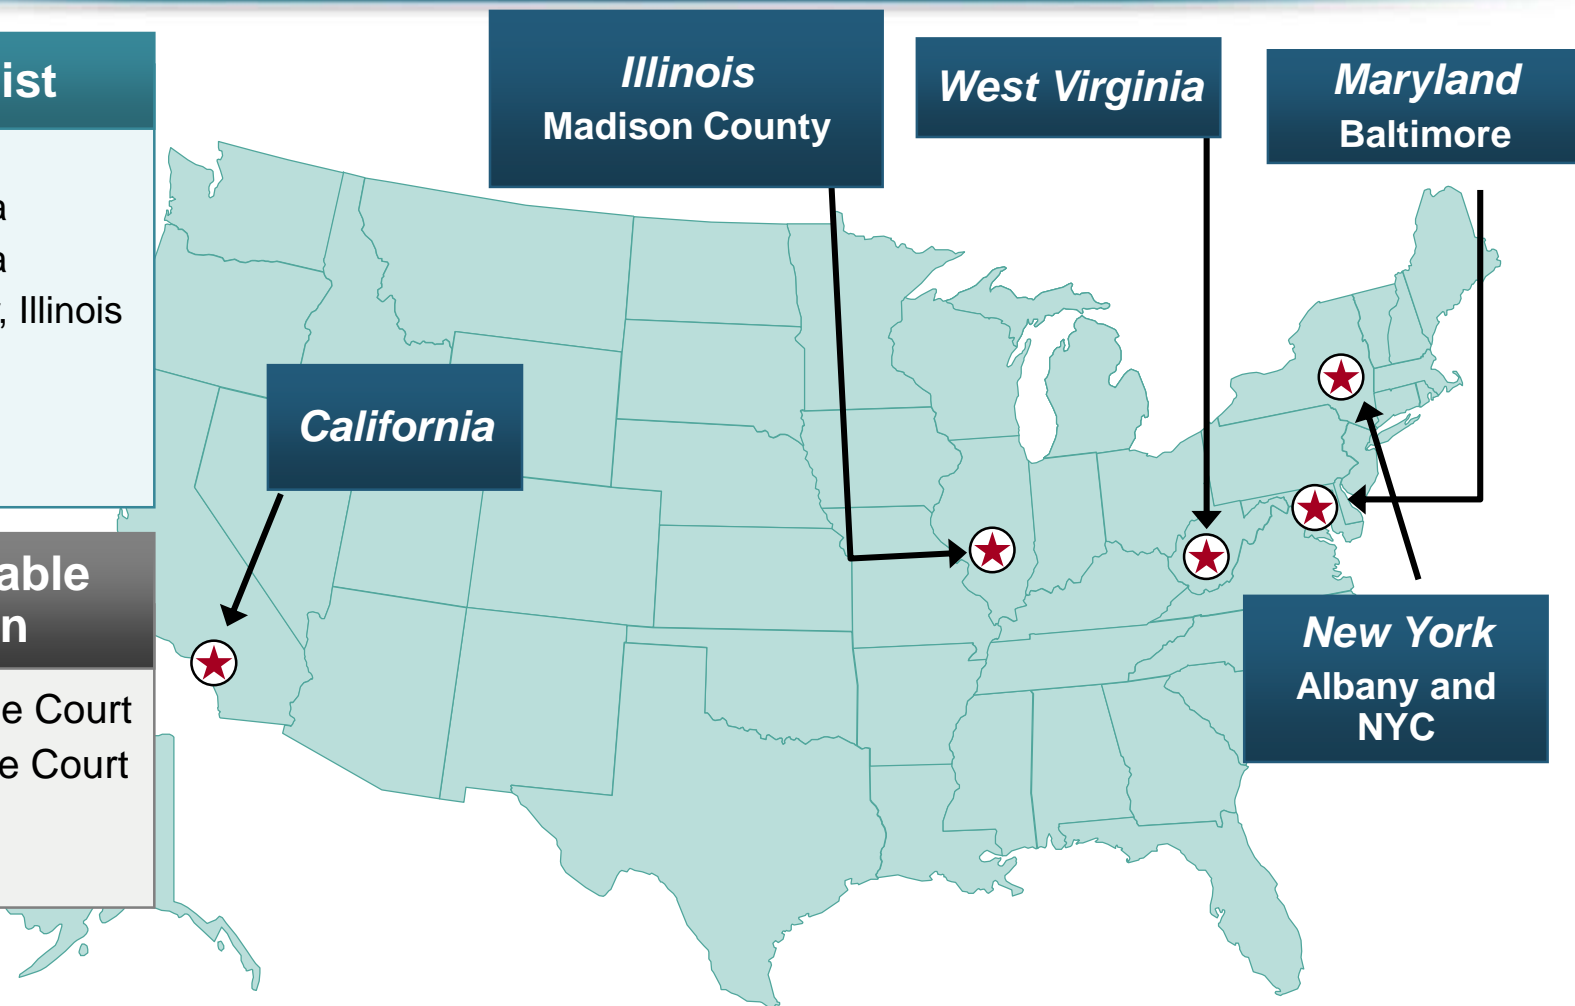 ist
a
a
, Illinois
able
n
e Court
e Court
Illinois
Madison County
West Virginia
Maryland
Baltimore
California
New York
Albany and
NYC